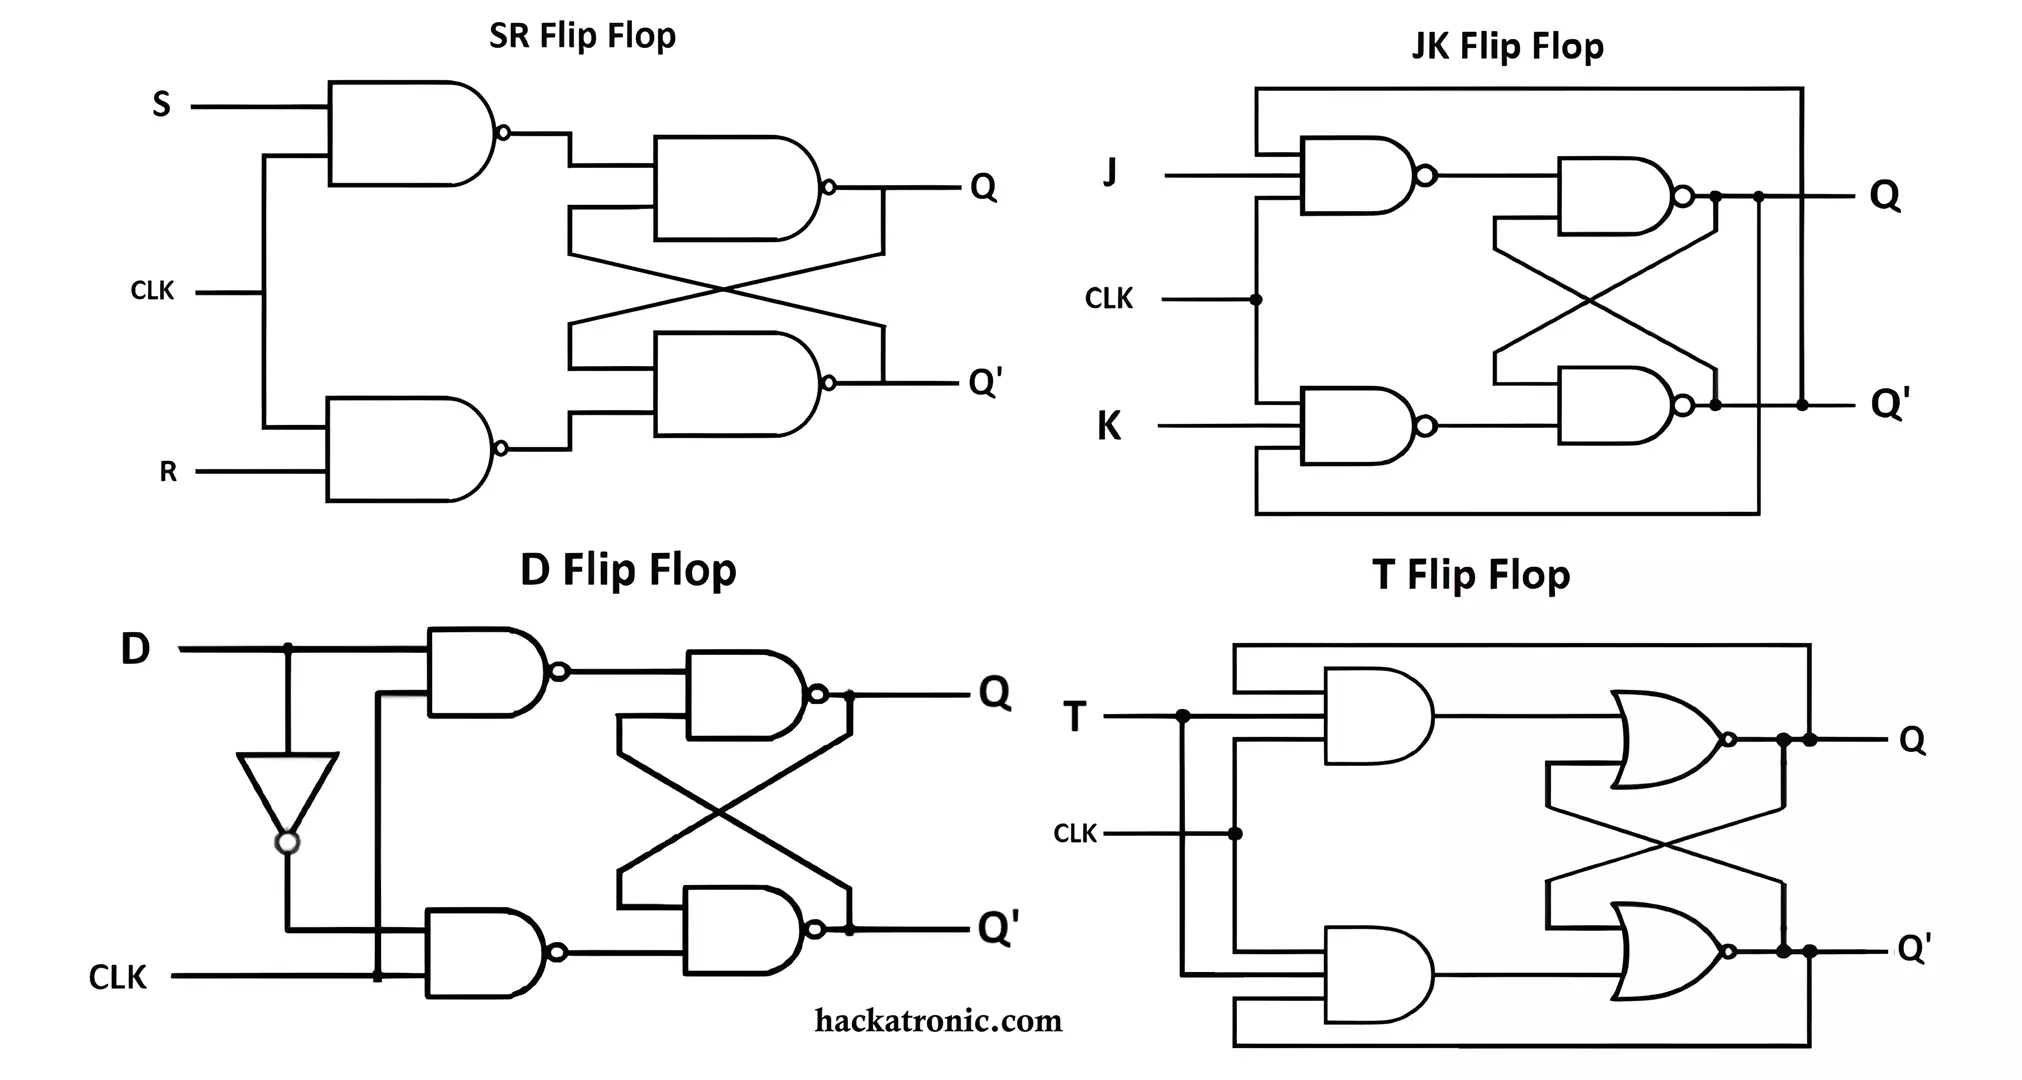 SR Flip Flop
S
CLK
R
Q
Q'
JK Flip Flop
J
CLK
K
Q
Q'
D Flip Flop
D
CLK
Q
Q'
T Flip Flop
T
CLK
Q
Q'
hackatronic.com